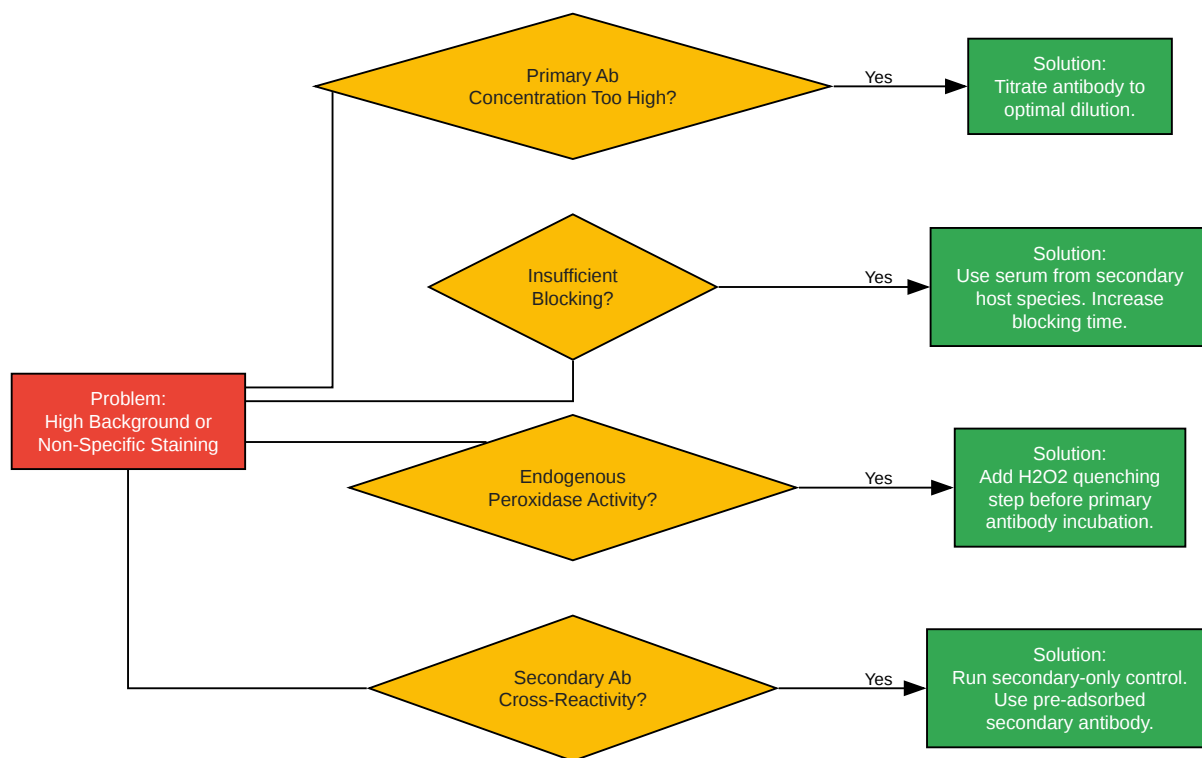 Primary Ab
Concentration Too High?
Yes
Solution:
Titrate antibody to
optimal dilution.
Insufficient
Blocking?
Yes
Solution:
Use serum from secondary
host species. Increase
blocking time.
Problem:
High Background or
Non-Specific Staining
Endogenous
Peroxidase Activity?
Yes
Solution:
Add H2O2 quenching
step before primary
antibody incubation.
Secondary Ab
Cross-Reactivity?
Yes
Solution:
Run secondary-only control.
Use pre-adsorbed
secondary antibody.